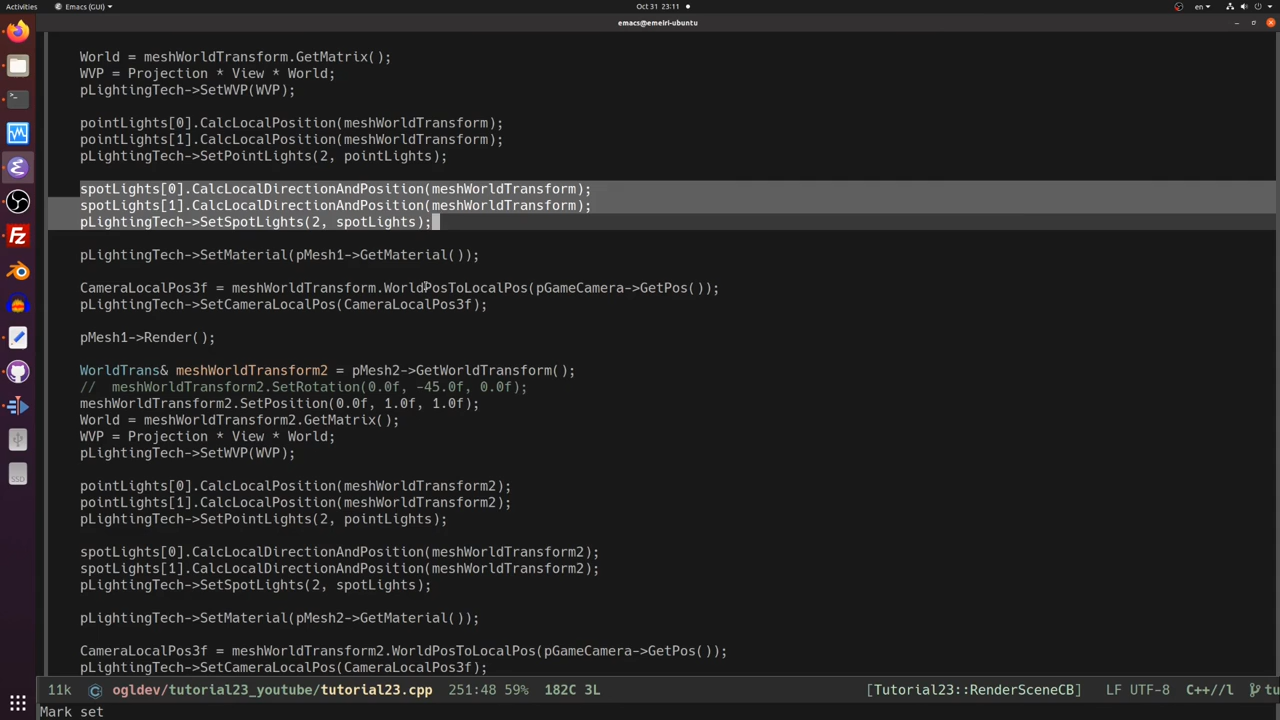 Activities
Emacs (GUI)
Oct 31 23:11
en
emacs@emeiri-ubuntu
World = meshWorldTransform.GetMatrix();
WVP = Projection * View * World;
pLightingTech->SetWVP(WVP);
pointLights[0].CalcLocalPosition(meshWorldTransform);
pointLights[1].CalcLocalPosition(meshWorldTransform);
pLightingTech->SetPointLights(2, pointLights);
spotLights[0].CalcLocalDirectionAndPosition(meshWorldTransform);
spotLights[1].CalcLocalDirectionAndPosition(meshWorldTransform);
pLightingTech->SetSpotLights(2, spotLights);
pLightingTech->SetMaterial(pMesh1->GetMaterial());
CameraLocalPos3f = meshWorldTransform.WorldPosToLocalPos(pGameCamera->GetPos());
pLightingTech->SetCameraLocalPos(CameraLocalPos3f);
pMesh1->Render();
WorldTrans& meshWorldTransform2 = pMesh2->GetWorldTransform();
//  meshWorldTransform2.SetRotation(0.0f, -45.0f, 0.0f);
meshWorldTransform2.SetPosition(0.0f, 1.0f, 1.0f);
World = meshWorldTransform2.GetMatrix();
WVP = Projection * View * World;
pLightingTech->SetWVP(WVP);
pointLights[0].CalcLocalPosition(meshWorldTransform2);
pointLights[1].CalcLocalPosition(meshWorldTransform2);
pLightingTech->SetPointLights(2, pointLights);
spotLights[0].CalcLocalDirectionAndPosition(meshWorldTransform2);
spotLights[1].CalcLocalDirectionAndPosition(meshWorldTransform2);
pLightingTech->SetSpotLights(2, spotLights);
pLightingTech->SetMaterial(pMesh2->GetMaterial());
CameraLocalPos3f = meshWorldTransform2.WorldPosToLocalPos(pGameCamera->GetPos());
pLightingTech->SetCameraLocalPos(CameraLocalPos3f);
11k ogldev/tutorial23_youtube/tutorial23.cpp 251:48 59% 182C 3L [Tutorial23::RenderSceneCB] LF UTF-8 C++//l tu
Mark set